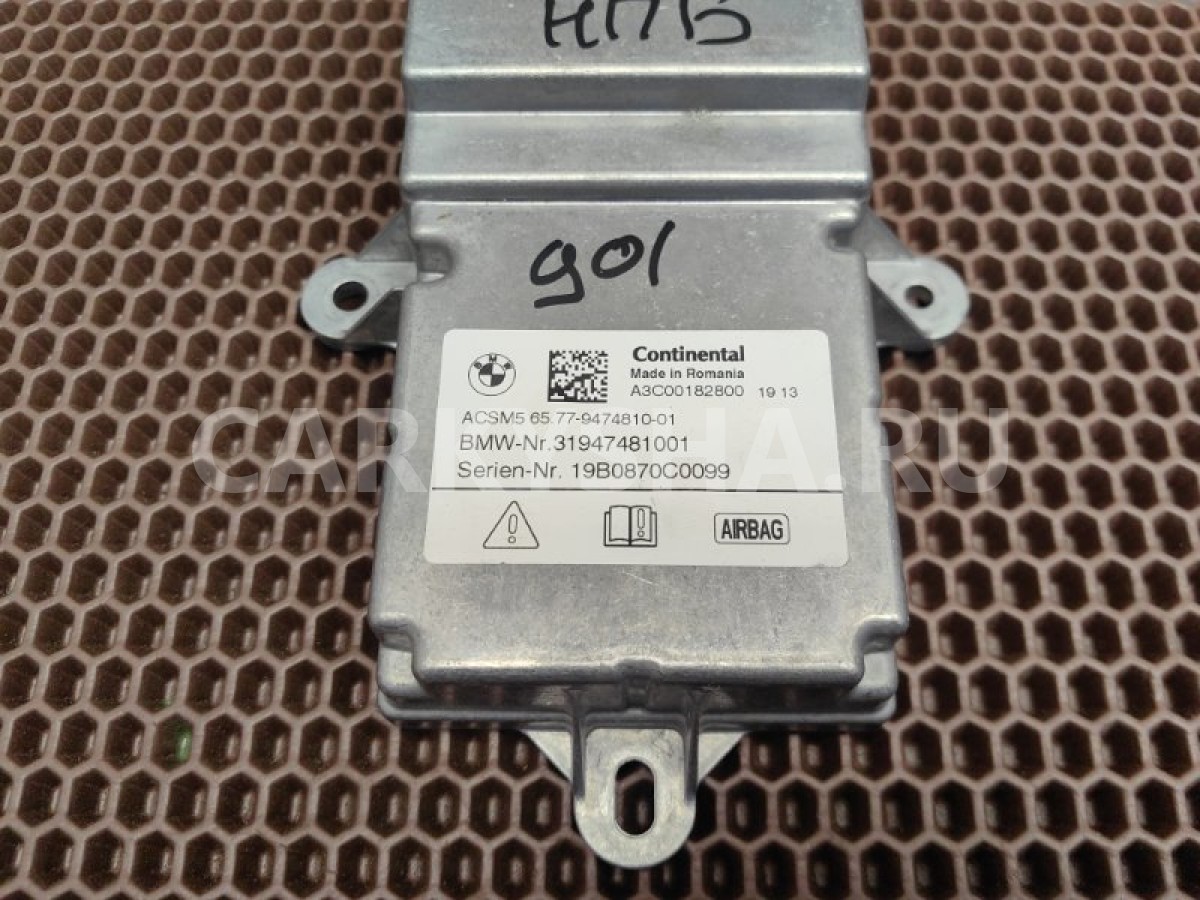 НПБ
901
Continental
Made in Romania
A3C00182800 19 13
ACSM5 65.77-9474810-01
BMW-Nr.31947481001
Serien-Nr. 19B0870C0099
AIRBAG